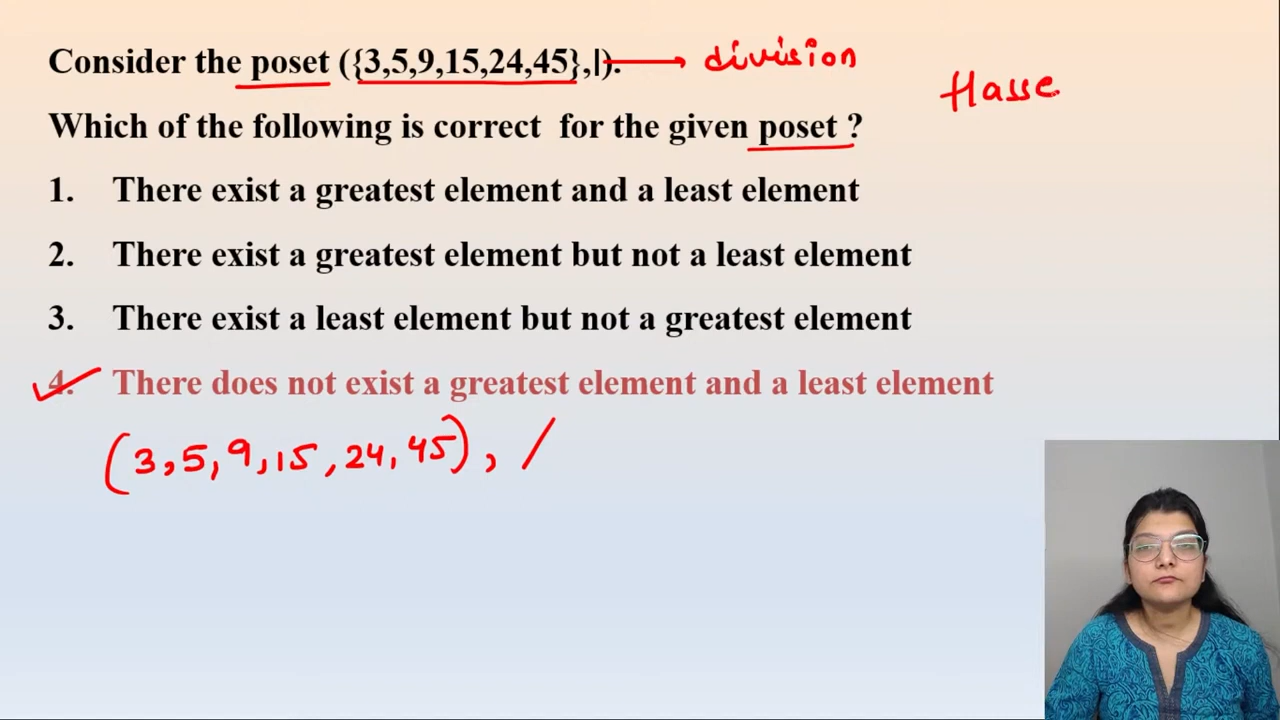 Consider the poset ({3,5,9,15,24,45},|). → division
Hasse
Which of the following is correct for the given poset ?
1. There exist a greatest element and a least element
2. There exist a greatest element but not a least element
3. There exist a least element but not a greatest element
4. There does not exist a greatest element and a least element
(3,5,9,15,24,45), /